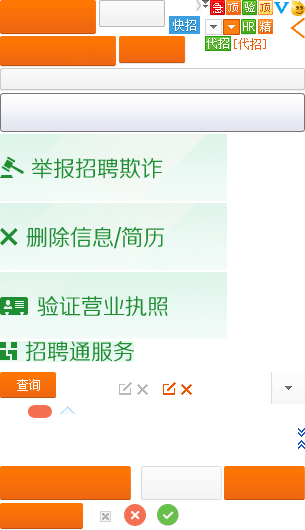 急 顶 验 顶
快招 HR 精
代招 [代招]
举报招聘欺诈
删除信息/简历
验证营业执照
招聘通服务
查询